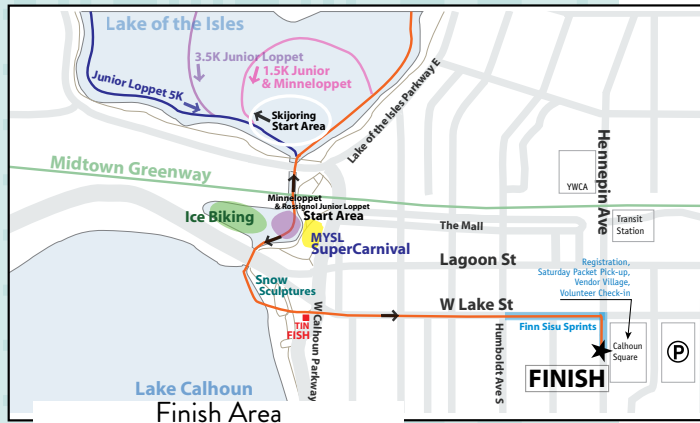 Lake of the Isles
3.5K Junior Loppet
1.5K Junior
& Minneloppet
Junior Loppet 5K
Skijoring
Start Area
Lake of the Isles Parkway E
Hennepin Ave
Midtown Greenway
YWCA
Minneloppet
& Rossignol Junior Loppet
Start Area
Ice Biking
The Mall
Transit
Station
MYSL
SuperCarnival
Lagoon St
Registration,
Saturday Packet Pick-up,
Vendor Village,
Volunteer Check-in
Snow
Sculptures
W Lake St
W Calhoun Parkway
TIN
FISH
Humboldt Ave S
Finn Sisu Sprints
Calhoun
Square
P
FINISH
Lake Calhoun
Finish Area